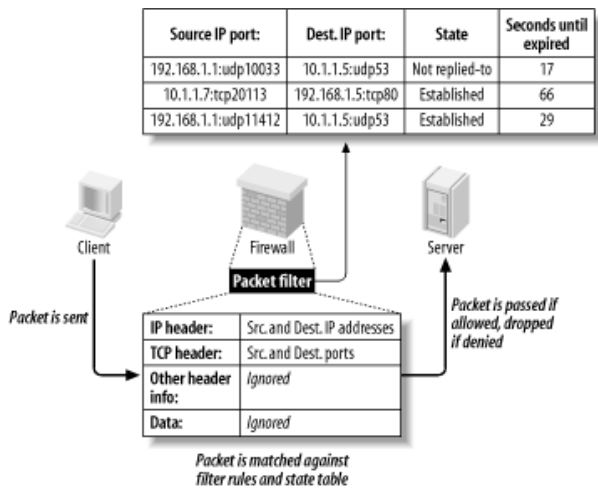 Source IP port: Dest. IP port: State Seconds until expired
192.168.1.1:udp10033 10.1.1.5:udp53 Not replied-to 17
10.1.1.7:tcp20113 192.168.1.5:tcp80 Established 66
192.168.1.1:udp11412 10.1.1.5:udp53 Established 29
Client
Firewall
Server
Packet filter
Packet is sent
IP header: Src. and Dest. IP addresses
TCP header: Src. and Dest. ports
Other header info: Ignored
Data: Ignored
Packet is passed if
allowed, dropped
if denied
Packet is matched against
filter rules and state table